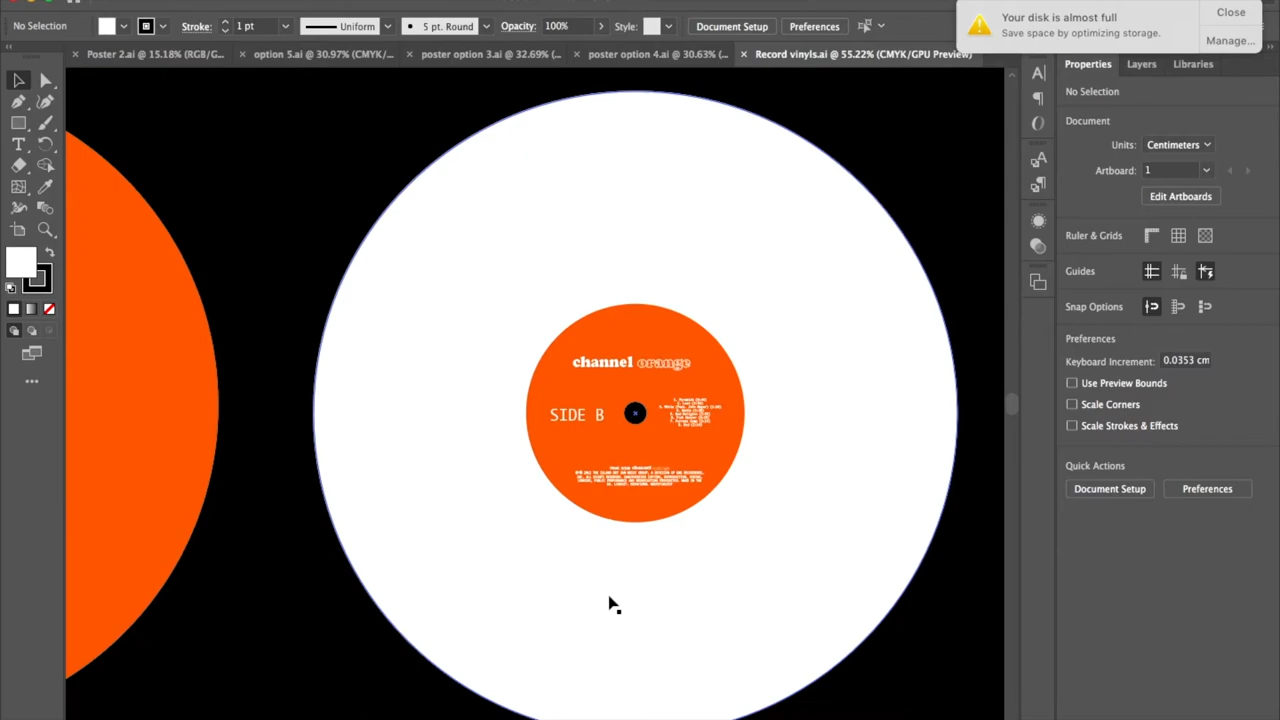 No Selection
Stroke:
1 pt
Uniform
5 pt. Round
Opacity:
100%
Style:
Document Setup
Preferences
Your disk is almost full
Save space by optimizing storage.
Close
Manage...
Poster 2.ai @ 15.18% (RGB/G...
option 5.ai @ 30.97% (CMYK/...
poster option 3.ai @ 32.69% (...
poster option 4.ai @ 30.63% (...
Record vinyls.ai @ 55.22% (CMYK/GPU Preview)
Properties
Layers
Libraries
No Selection
Document
Units:
Centimeters
Artboard:
1
Edit Artboards
Ruler & Grids
Guides
Snap Options
Preferences
Keyboard Increment:
0.0353 cm
Use Preview Bounds
Scale Corners
Scale Strokes & Effects
Quick Actions
Document Setup
Preferences
channel orange
SIDE B